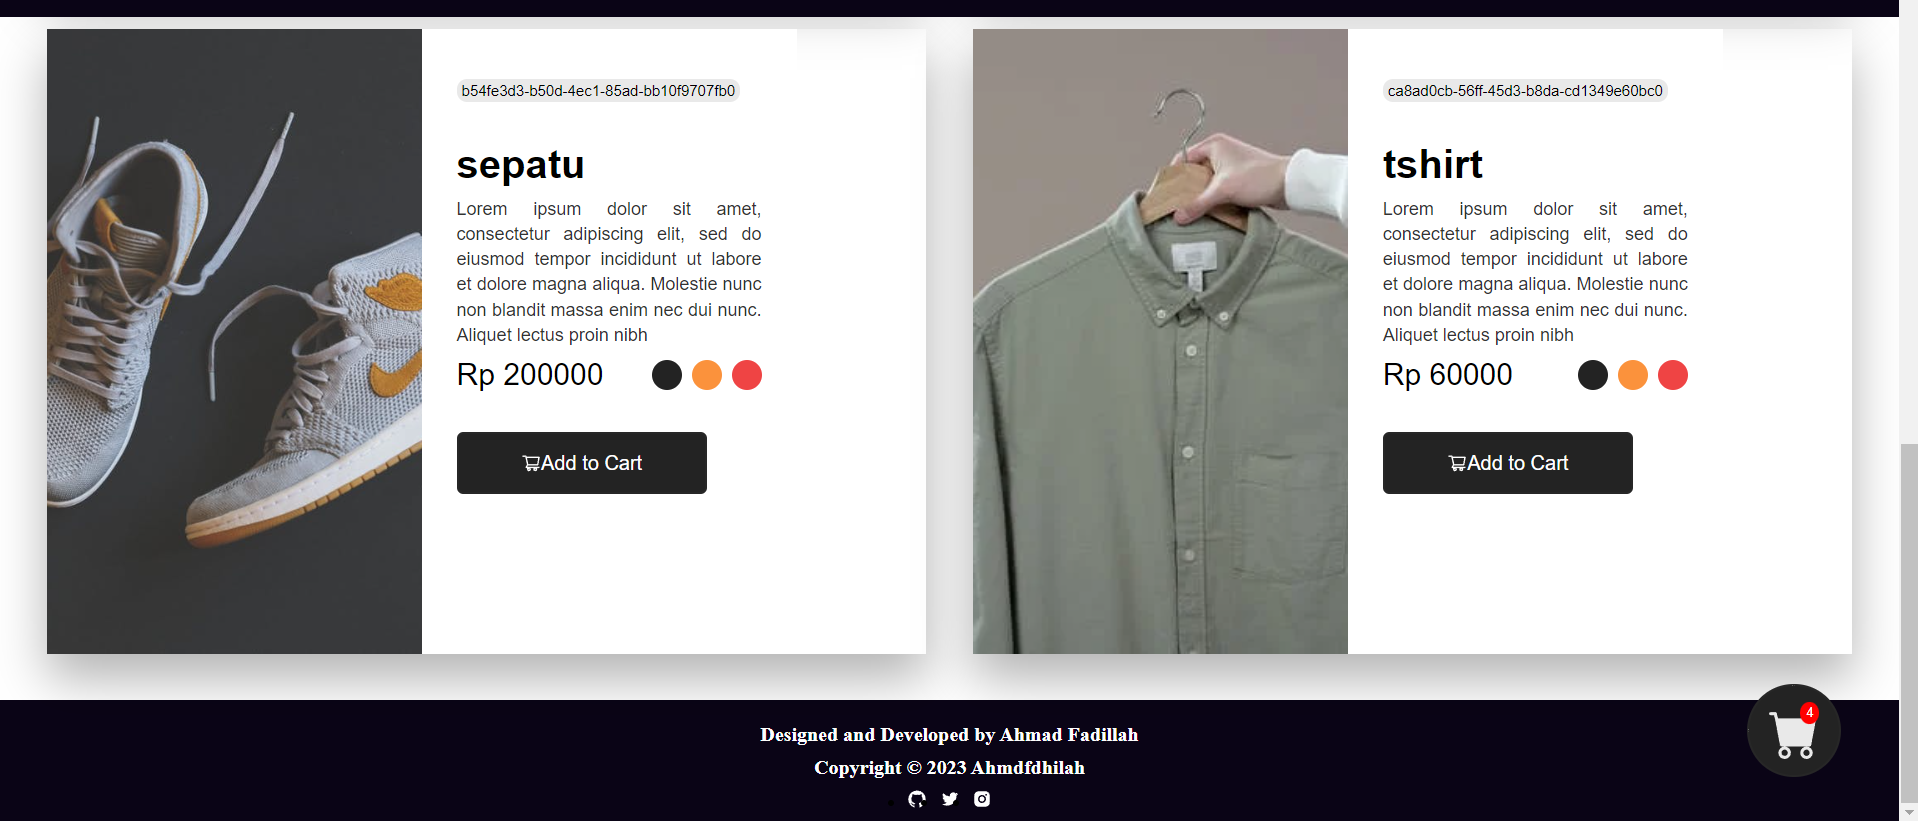 b54fe3d3-b50d-4ec1-85ad-bb10f9707fb0
sepatu
Lorem ipsum dolor sit amet,
consectetur adipiscing elit, sed do
eiusmod tempor incididunt ut labore
et dolore magna aliqua. Molestie nunc
non blandit massa enim nec dui nunc.
Aliquet lectus proin nibh
Rp 200000
Add to Cart
ca8ad0cb-56ff-45d3-b8da-cd1349e60bc0
tshirt
Lorem ipsum dolor sit amet,
consectetur adipiscing elit, sed do
eiusmod tempor incididunt ut labore
et dolore magna aliqua. Molestie nunc
non blandit massa enim nec dui nunc.
Aliquet lectus proin nibh
Rp 60000
Add to Cart
4
Designed and Developed by Ahmad Fadillah
Copyright © 2023 Ahmdfdhilah